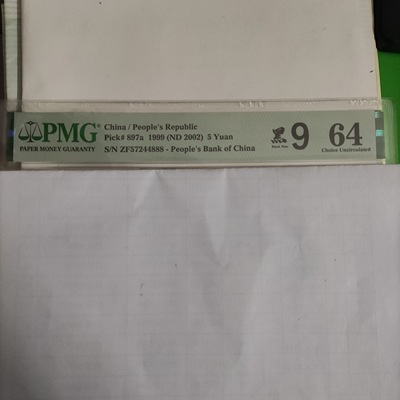 PMG®
PAPER MONEY GUARANTY
China / People's Republic
Pick# 897a 1999 (ND 2002) 5 Yuan
S/N ZF57244888 - People's Bank of China
9
64
Choice Uncirculated